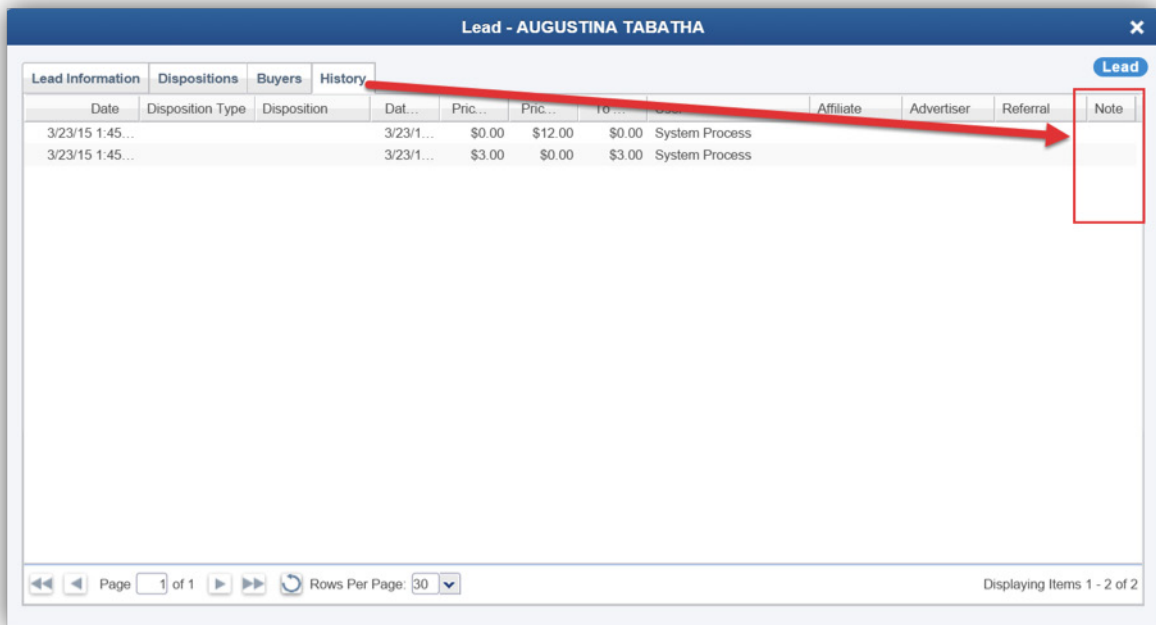 Lead - AUGUSTINA TABATHA
Lead
Lead Information Dispositions Buyers History
Date Disposition Type Disposition Dat... Pric... Pric... To ... Affiliate Advertiser Referral Note
3/23/15 1:45... 3/23/1... $0.00 $12.00 $0.00 System Process
3/23/15 1:45... 3/23/1... $3.00 $0.00 $3.00 System Process
Page 1 of 1 Rows Per Page: 30 Displaying Items 1 - 2 of 2